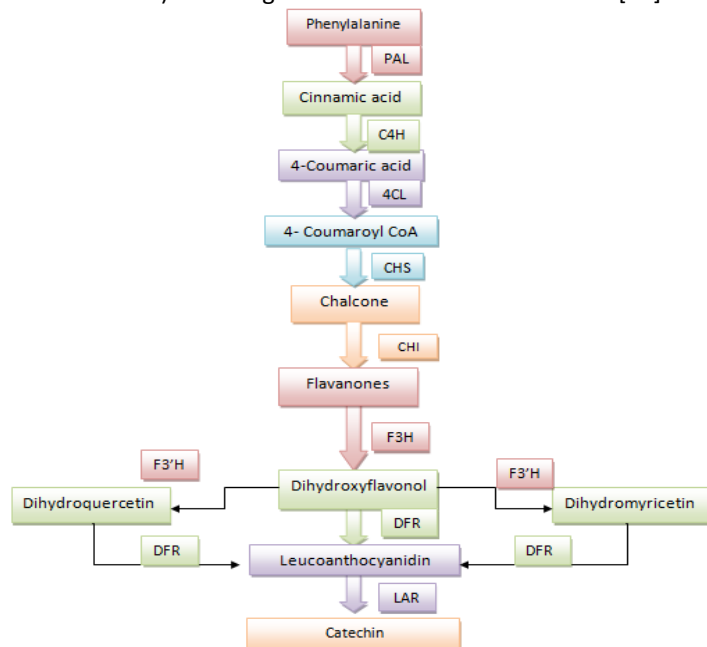 Phenylalanine
PAL
Cinnamic acid
C4H
4-Coumaric acid
4CL
4- Coumaroyl CoA
CHS
Chalcone
CHI
Flavanones
F3H
F3'H
F3'H
Dihydroquercetin
Dihydroxyflavonol
Dihydromyricetin
DFR
DFR
DFR
Leucoanthocyanidin
LAR
Catechin